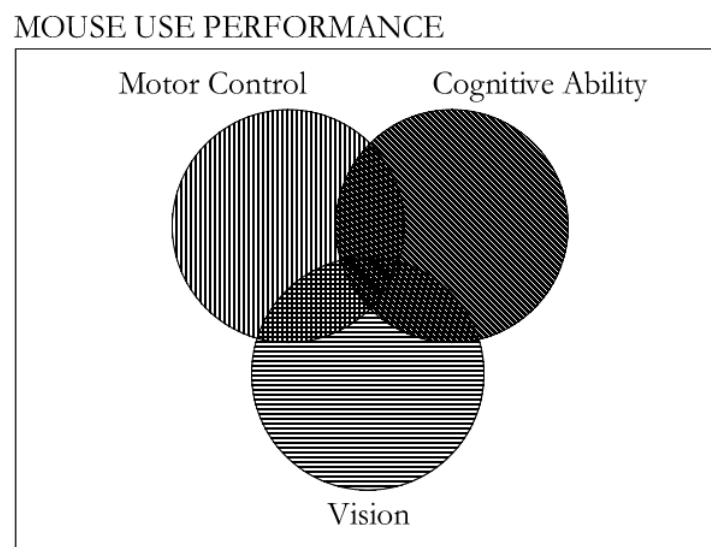 MOUSE USE PERFORMANCE
Motor Control
Cognitive Ability
Vision